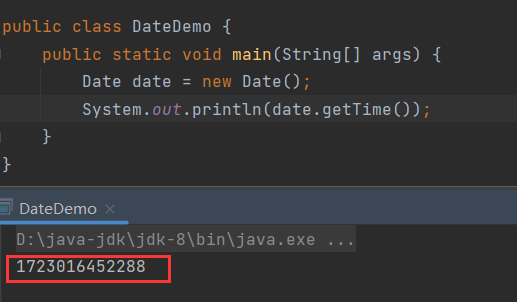 public class DateDemo {
public static void main(String[] args) {
Date date = new Date();
System.out.println(date.getTime());
}
}
DateDemo ×
D:\java-jdk\jdk-8\bin\java.exe ...
1723016452288